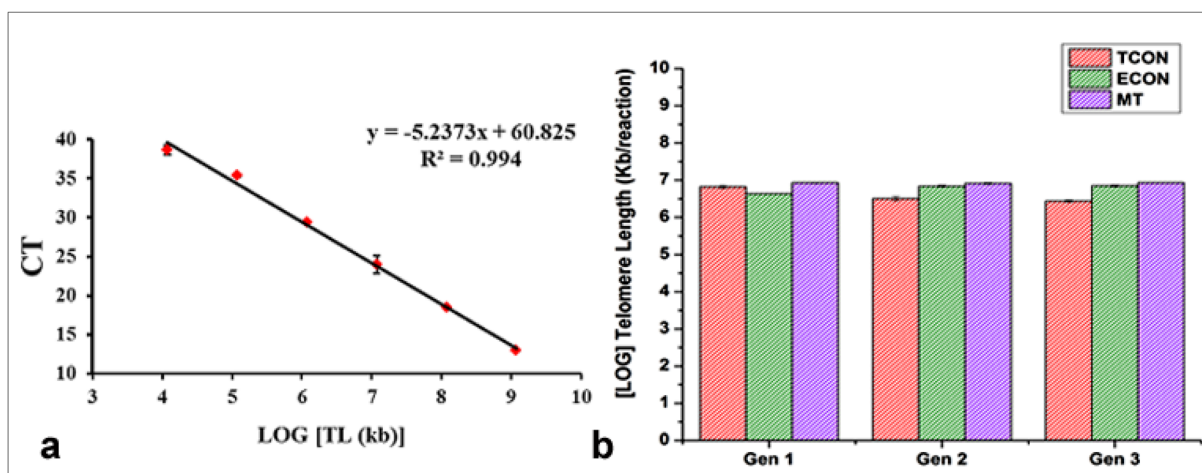 y = -5.2373x + 60.825
R² = 0.994
40
35
30
25
20
15
10
CT
3 4 5 6 7 8 9 10
LOG [TL (kb)]
a
TCON
ECON
MT
10
9
8
7
6
5
4
3
2
1
0
[LOG] Telomere Length (Kb/reaction)
Gen 1 Gen 2 Gen 3
b